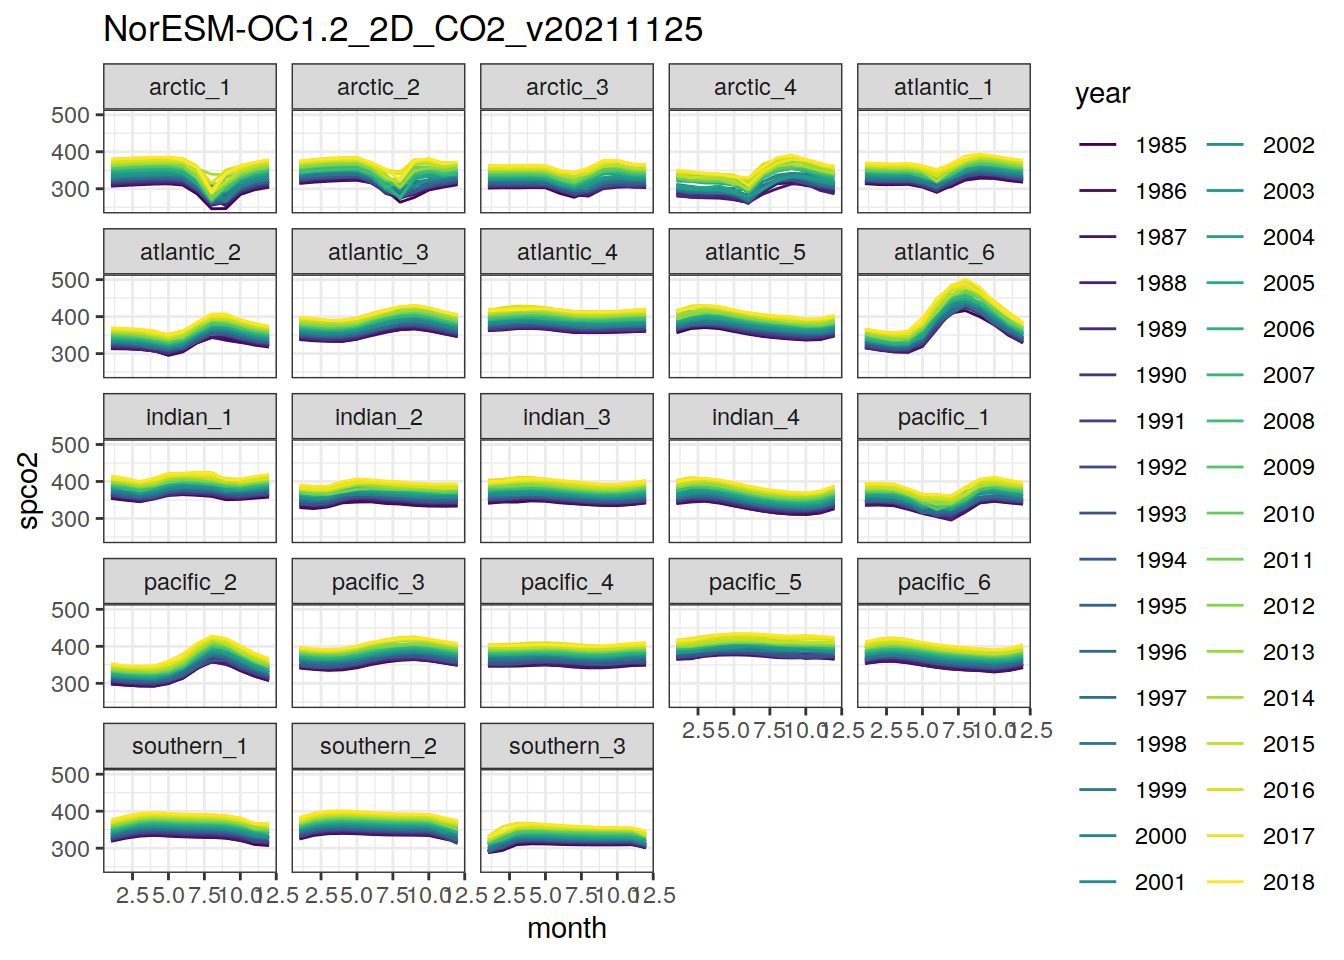 NorESM-OC1.2_2D_CO2_v20211125
arctic_1 arctic_2 arctic_3 arctic_4 atlantic_1
500
400
300
atlantic_2 atlantic_3 atlantic_4 atlantic_5 atlantic_6
500
400
300
indian_1 indian_2 indian_3 indian_4 pacific_1
500
400
300
pacific_2 pacific_3 pacific_4 pacific_5 pacific_6
500
400
300
2.5 5.0 7.5 10.0 12.5 2.5 5.0 7.5 10.0 12.5
southern_1 southern_2 southern_3
500
400
300
2.5 5.0 7.5 10.0 12.5 2.5 5.0 7.5 10.0 12.5 2.5 5.0 7.5 10.0 12.5
month
spco2
year
1985 2002
1986 2003
1987 2004
1988 2005
1989 2006
1990 2007
1991 2008
1992 2009
1993 2010
1994 2011
1995 2012
1996 2013
1997 2014
1998 2015
1999 2016
2000 2017
2001 2018